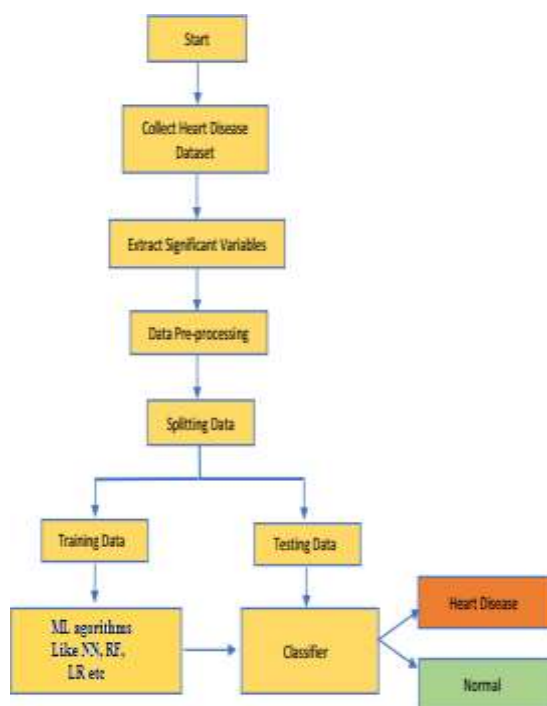 Start
Collect Heart Disease
Dataset
Extract Significant Variables
Data Pre-processing
Splitting Data
Training Data
Testing Data
ML agorithms
Like NN, RF,
LR etc
Classifier
Heart Disease
Normal